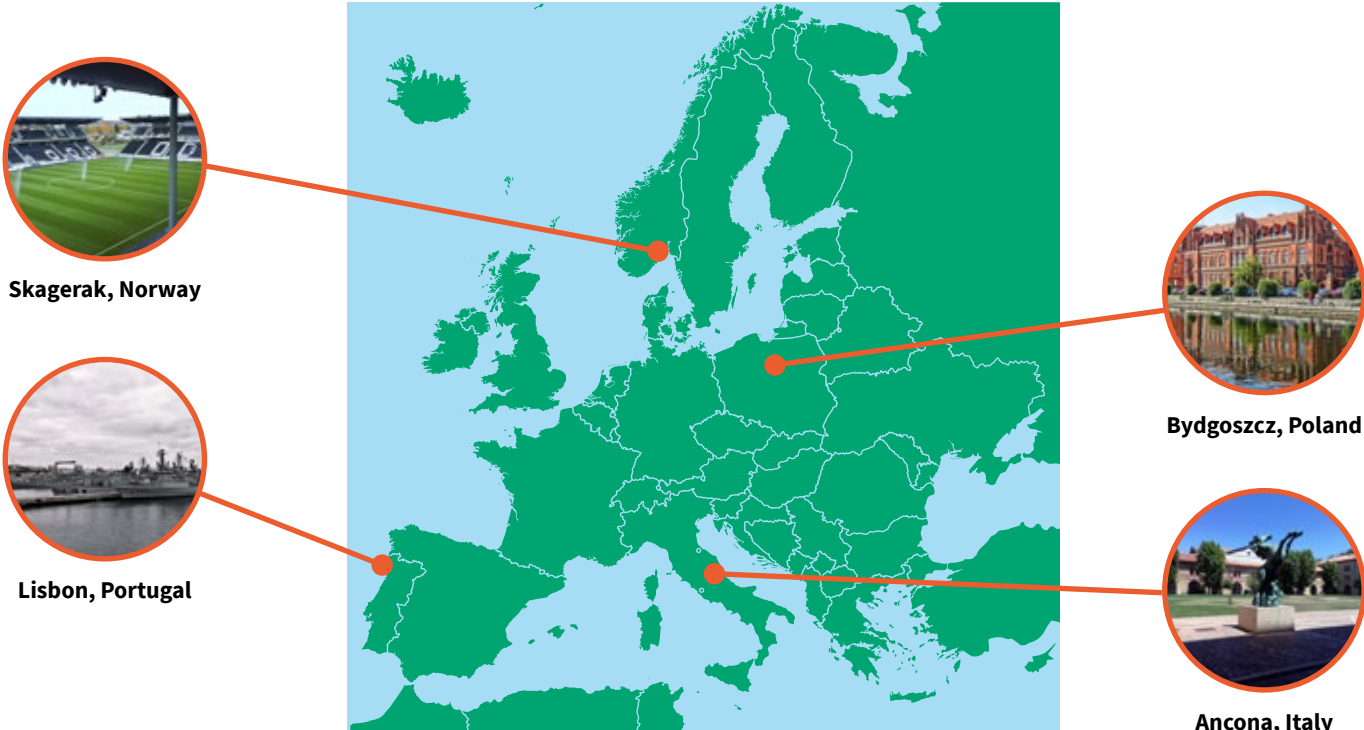 Skagerak, Norway
Lisbon, Portugal
Bydgoszcz, Poland
Ancona, Italy